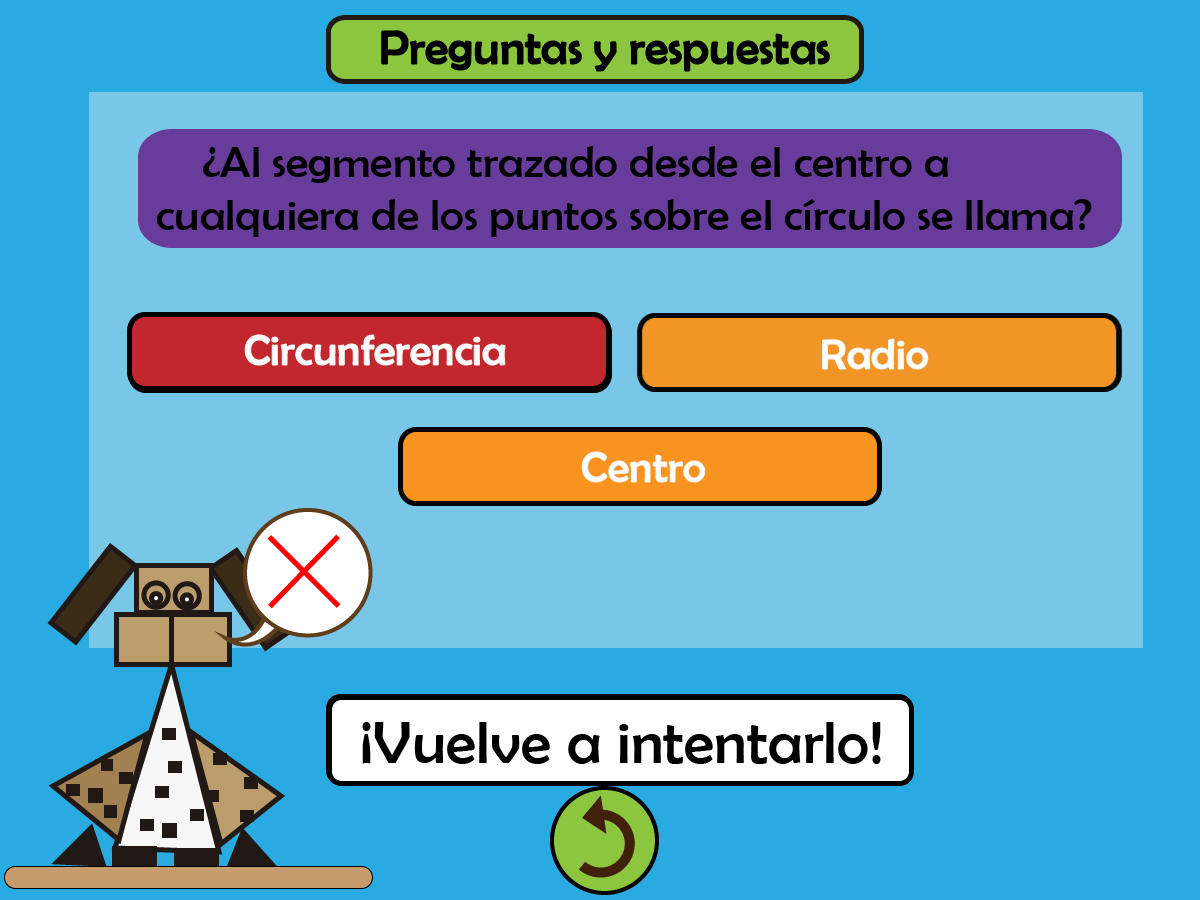 Preguntas y respuestas
¿Al segmento trazado desde el centro a
cualquiera de los puntos sobre el círculo se llama?
Circunferencia
Radio
Centro
¡Vuelve a intentarlo!